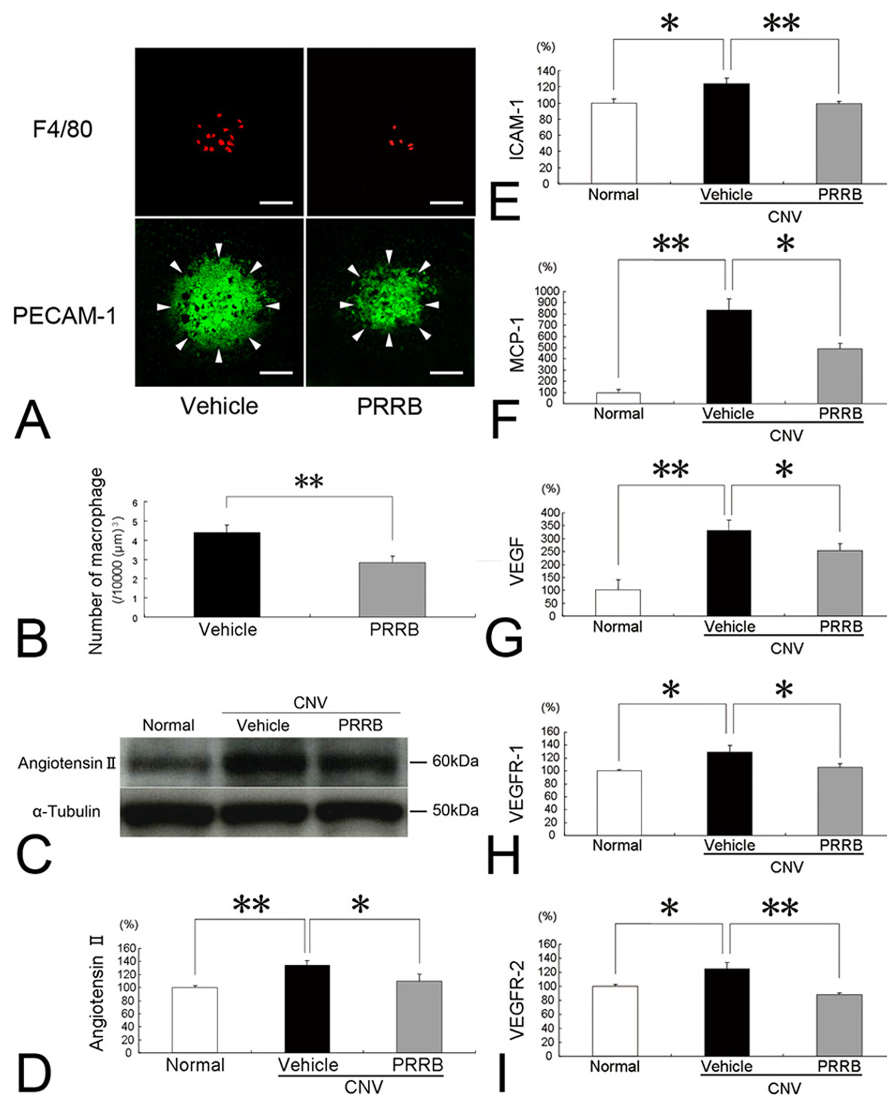 F4/80
PECAM-1
Vehicle PRRB
A
**
Number of macrophage
(/10000 (μm)³)
6
5
4
3
2
1
0
Vehicle PRRB
B
CNV
Normal Vehicle PRRB
Angiotensin Ⅱ 60kDa
α-Tubulin 50kDa
C
** *
(%)
Angiotensin Ⅱ
160
140
120
100
80
60
40
20
0
Normal Vehicle PRRB
CNV
D
* **
(%)
ICAM-1
140
120
100
80
60
40
20
0
Normal Vehicle PRRB
CNV
E
** *
(%)
MCP-1
1000
900
800
700
600
500
400
300
200
100
0
Normal Vehicle PRRB
CNV
F
** *
(%)
VEGF
400
350
300
250
200
150
100
50
0
Normal Vehicle PRRB
CNV
G
* *
(%)
VEGFR-1
160
140
120
100
80
60
40
20
0
Normal Vehicle PRRB
CNV
H
* **
(%)
VEGFR-2
160
140
120
100
80
60
40
20
0
Normal Vehicle PRRB
CNV
I